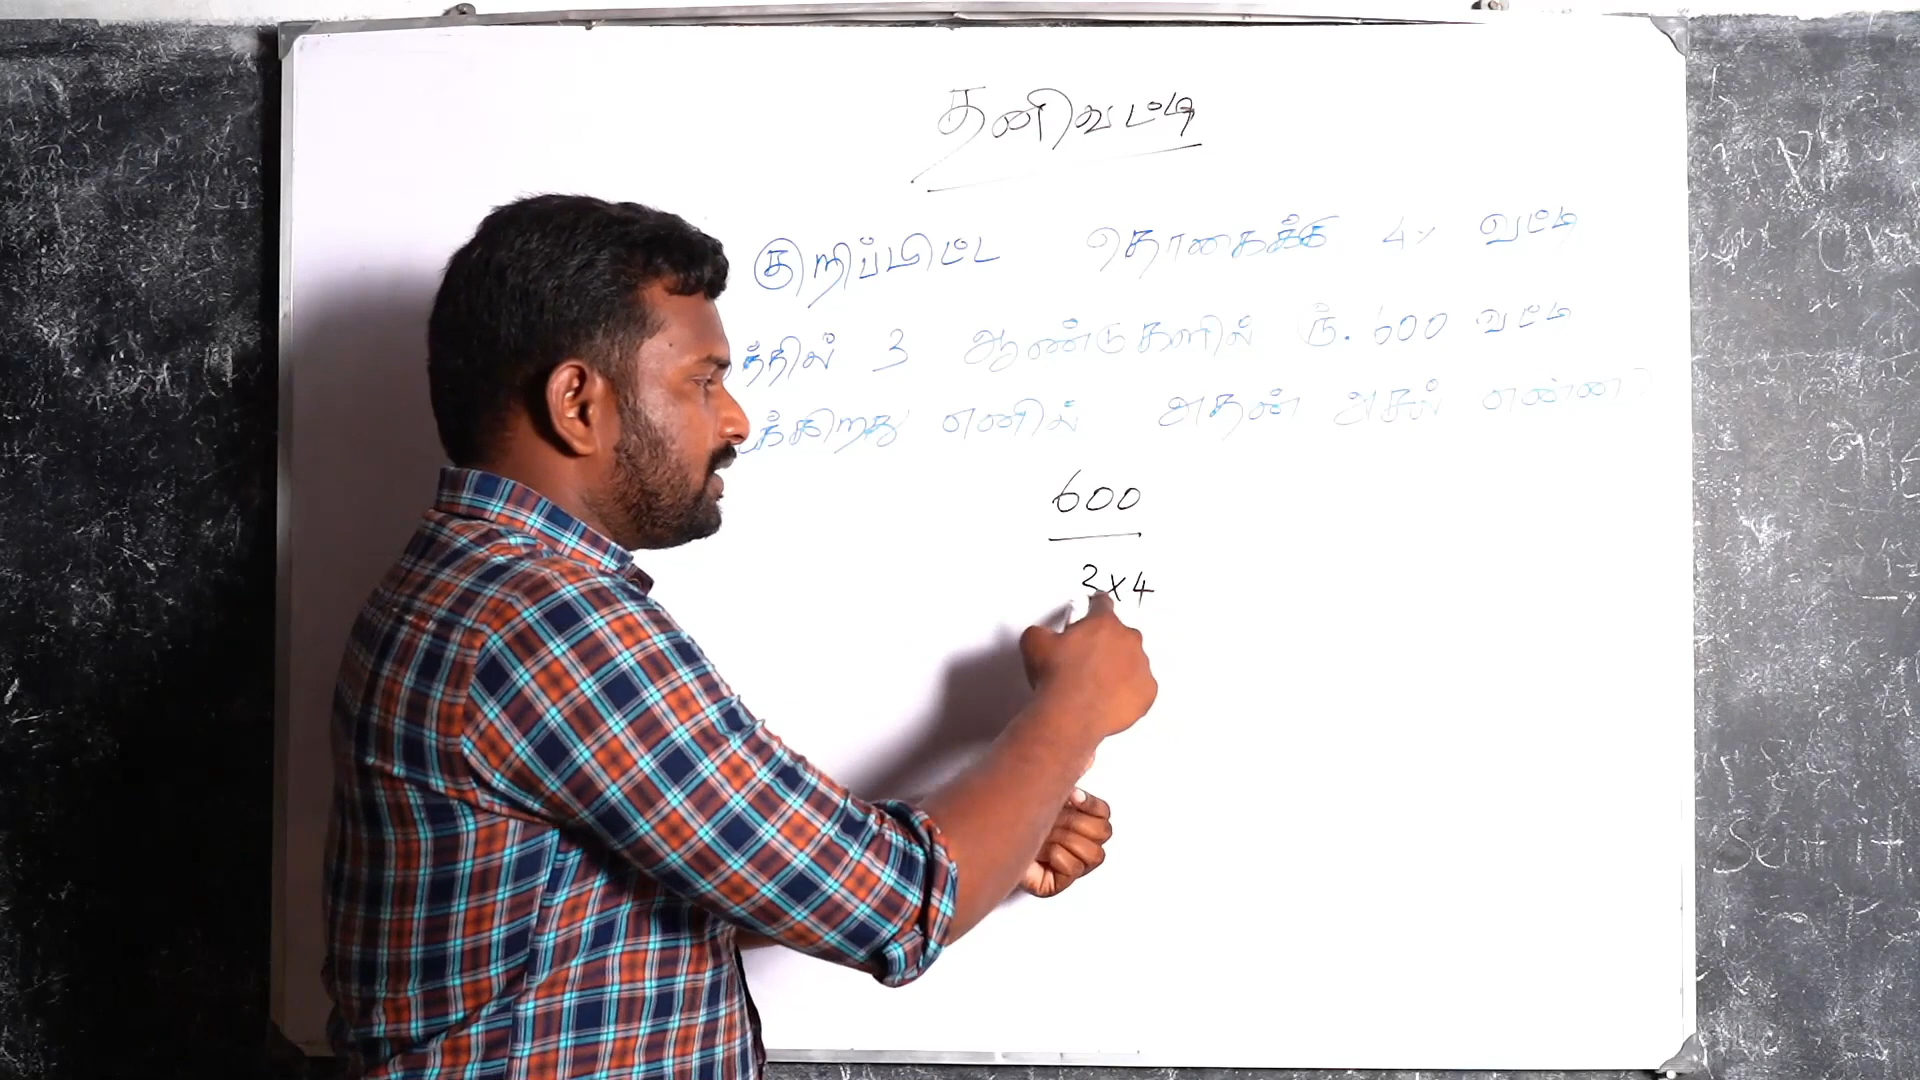 தனிவட்டி
குறிப்பிட்ட தொகைக்கு 4% வட்டி
3 ஆண்டுகளில் ரூ. 600 வட்டி
எனில் அதன் அசல் என்ன?
600
3x4